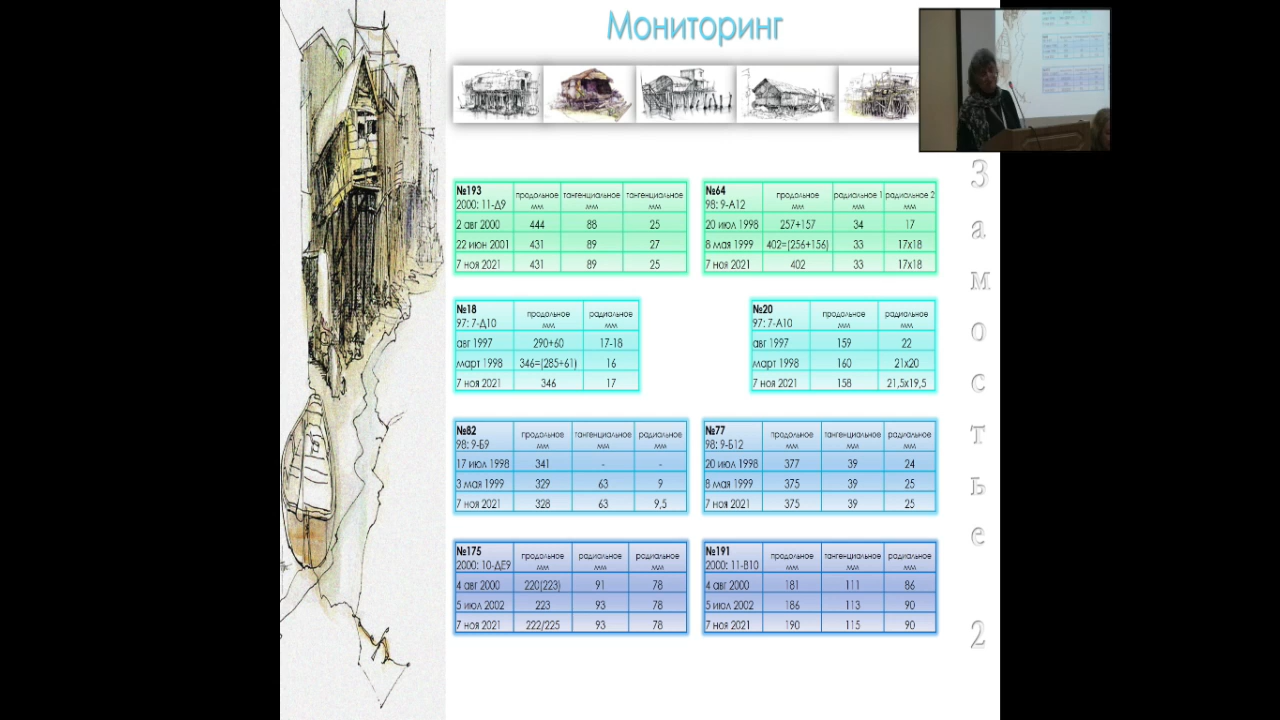 Мониторинг
№193 продольное тангенциальное тангенциальное
2000: 11-Д9 мм мм мм
2 авг 2000 444 88 25
22 июн 2001 431 89 27
7 ноя 2021 431 89 25
№64 продольное радиальное 1 радиальное 2
98: 9-А12 мм мм мм
20 июл 1998 257+157 34 17
8 мая 1999 402=(256+156) 33 17х18
7 ноя 2021 402 33 17х18
№18 продольное радиальное
97: 7-Д10 мм мм
авг 1997 290+60 17-18
март 1998 346=(285+61) 16
7 ноя 2021 346 17
№20 продольное радиальное
97: 7-А10 мм мм
авг 1997 159 22
март 1998 160 21х20
7 ноя 2021 158 21,5х19,5
№82 продольное тангенциальное радиальное
98: 9-Б9 мм мм мм
17 июл 1998 341 - -
3 мая 1999 329 63 9
7 ноя 2021 328 63 9,5
№77 продольное тангенциальное радиальное
98: 9-Б12 мм мм мм
20 июл 1998 377 39 24
8 мая 1999 375 39 25
7 ноя 2021 375 39 25
№175 продольное радиальное радиальное
2000: 10-ДЕ9 мм мм мм
4 авг 2000 220(223) 91 78
5 июл 2002 223 93 78
7 ноя 2021 222/225 93 78
№191 продольное тангенциальное радиальное
2000: 11-В10 мм мм мм
4 авг 2000 181 111 86
5 июл 2002 186 113 90
7 ноя 2021 190 115 90
Замостье 2